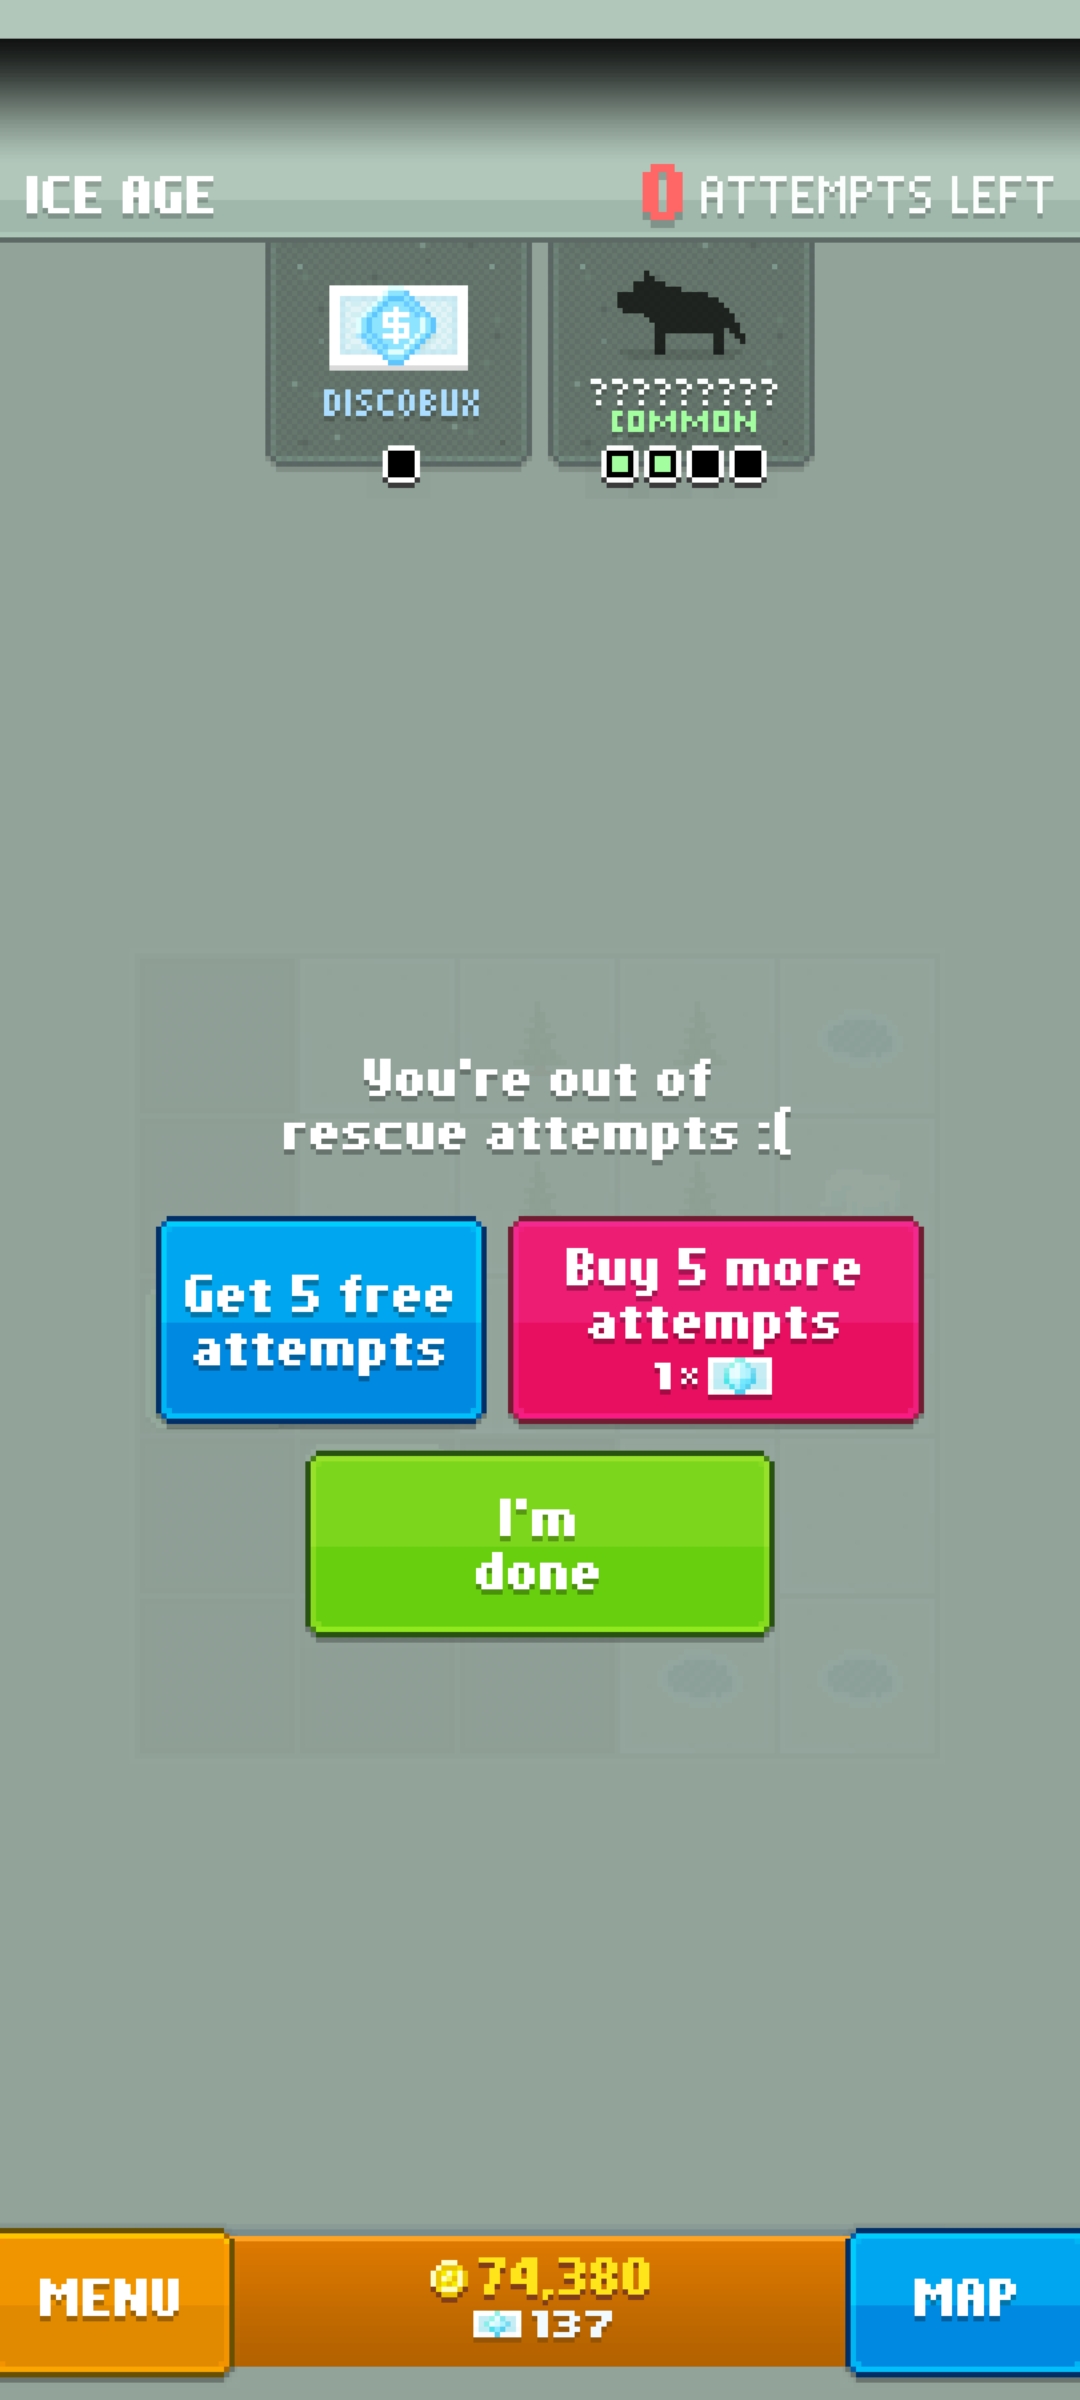 ICE AGE
0 ATTEMPTS LEFT
$
DISCOBUX
?????????
COMMON
You're out of
rescue attempts :(
Get 5 free
attempts
Buy 5 more
attempts
1×
I'm
done
MENU
74,380
137
MAP